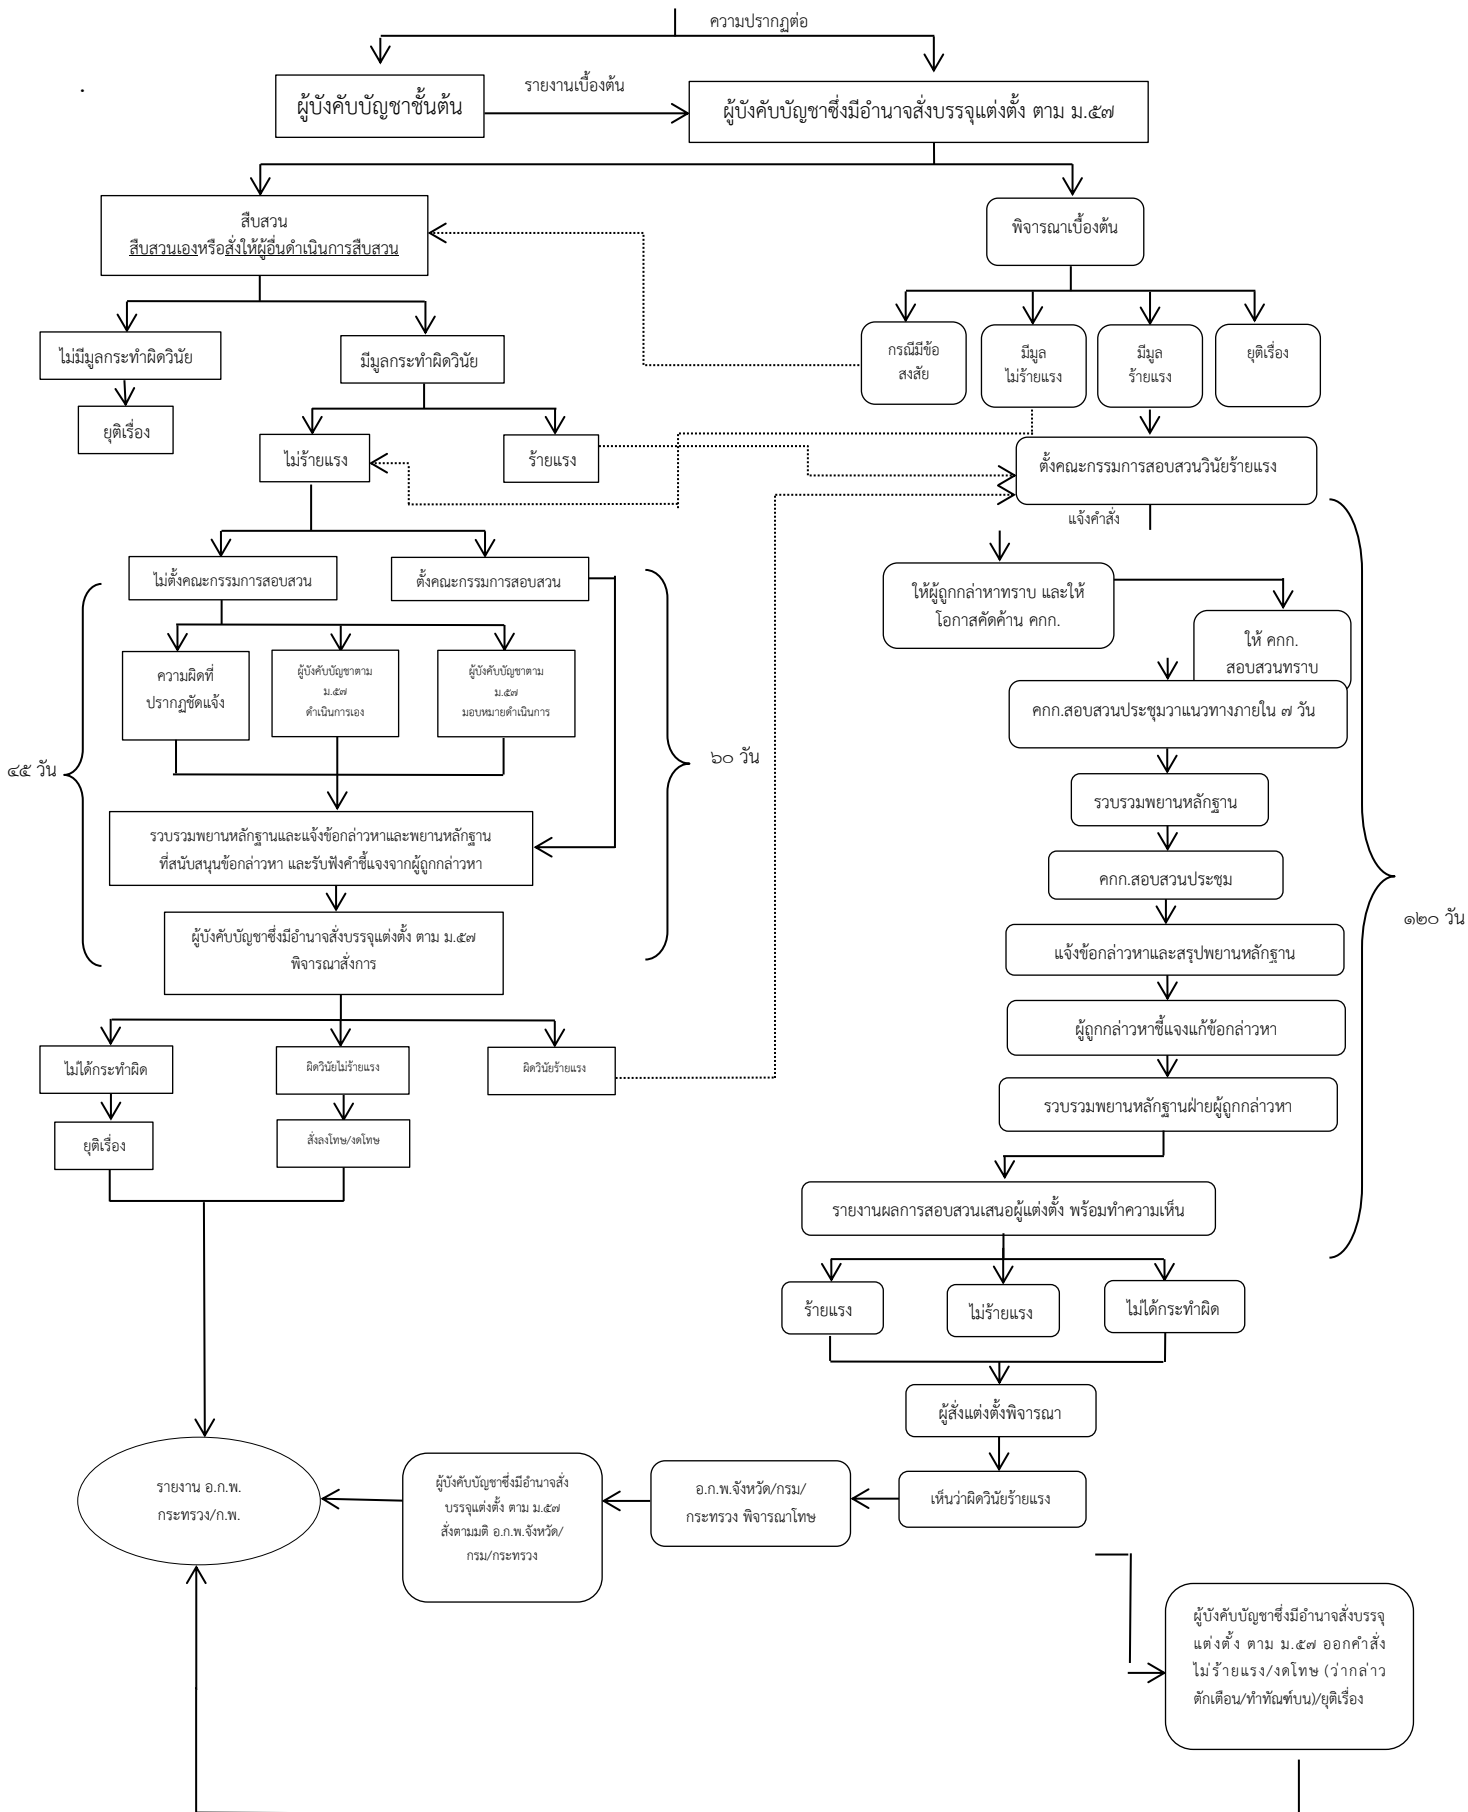 ความปรากฏต่อ
ผู้บังคับบัญชาชั้นต้น
รายงานเบื้องต้น
ผู้บังคับบัญชาซึ่งมีอำนาจสั่งบรรจุแต่งตั้ง ตาม ม.๕๗
สืบสวน
สืบสวนเองหรือสั่งให้ผู้อื่นดำเนินการสืบสวน
พิจารณาเบื้องต้น
ไม่มีมูลกระทำผิดวินัย
มีมูลกระทำผิดวินัย
กรณีมีข้อ
สงสัย
มีมูล
ไม่ร้ายแรง
มีมูล
ร้ายแรง
ยุติเรื่อง
ยุติเรื่อง
ไม่ร้ายแรง
ร้ายแรง
ตั้งคณะกรรมการสอบสวนวินัยร้ายแรง
แจ้งคำสั่ง
ไม่ตั้งคณะกรรมการสอบสวน
ตั้งคณะกรรมการสอบสวน
ให้ผู้ถูกกล่าหาทราบ และให้
โอกาสคัดค้าน คกก.
ให้ คกก.
สอบสวนทราบ
ความผิดที่
ปรากฏชัดแจ้ง
ผู้บังคับบัญชาตาม
ม.๕๗
ดำเนินการเอง
ผู้บังคับบัญชาตาม
ม.๕๗
มอบหมายดำเนินการ
คกก.สอบสวนประชุมวาแนวทางภายใน ๗ วัน
๔๕ วัน
๖๐ วัน
รวบรวมพยานหลักฐาน
รวบรวมพยานหลักฐานและแจ้งข้อกล่าวหาและพยานหลักฐาน
ที่สนับสนุนข้อกล่าวหา และรับฟังคำชี้แจงจากผู้ถูกกล่าวหา
คกก.สอบสวนประชุม
๑๒๐ วัน
ผู้บังคับบัญชาซึ่งมีอำนาจสั่งบรรจุแต่งตั้ง ตาม ม.๕๗
พิจารณาสั่งการ
แจ้งข้อกล่าวหาและสรุปพยานหลักฐาน
ผู้ถูกกล่าวหาชี้แจงแก้ข้อกล่าวหา
ไม่ได้กระทำผิด
ผิดวินัยไม่ร้ายแรง
ผิดวินัยร้ายแรง
รวบรวมพยานหลักฐานฝ่ายผู้ถูกกล่าวหา
ยุติเรื่อง
สั่งลงโทษ/งดโทษ
รายงานผลการสอบสวนเสนอผู้แต่งตั้ง พร้อมทำความเห็น
ร้ายแรง
ไม่ร้ายแรง
ไม่ได้กระทำผิด
ผู้สั่งแต่งตั้งพิจารณา
รายงาน อ.ก.พ.
กระทรวง/ก.พ.
ผู้บังคับบัญชาซึ่งมีอำนาจสั่ง
บรรจุแต่งตั้ง ตาม ม.๕๗
สั่งตามมติ อ.ก.พ.จังหวัด/
กรม/กระทรวง
อ.ก.พ.จังหวัด/กรม/
กระทรวง พิจารณาโทษ
เห็นว่าผิดวินัยร้ายแรง
ผู้บังคับบัญชาซึ่งมีอำนาจสั่งบรรจุ
แต่งตั้ง ตาม ม.๕๗ ออกคำสั่ง
ไม่ร้ายแรง/งดโทษ (ว่ากล่าว
ตักเตือน/ทำทัณฑ์บน)/ยุติเรื่อง